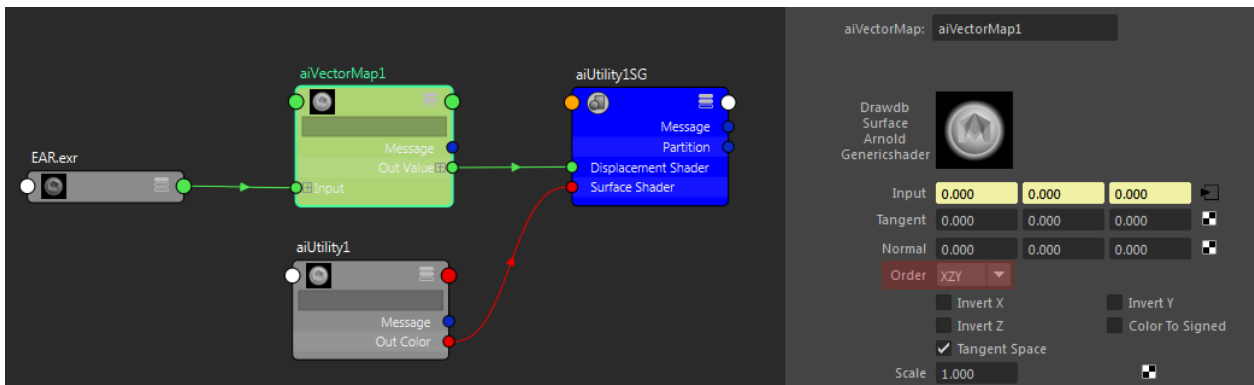 EAR.exr
aiVectorMap1
Message
Out Value
Input
aiUtility1
Message
Out Color
aiUtility1SG
Message
Partition
Displacement Shader
Surface Shader
aiVectorMap: aiVectorMap1
Drawdb
Surface
Arnold
Genericshader
Input 0.000 0.000 0.000
Tangent 0.000 0.000 0.000
Normal 0.000 0.000 0.000
Order XZY
Invert X Invert Y
Invert Z Color To Signed
Tangent Space
Scale 1.000